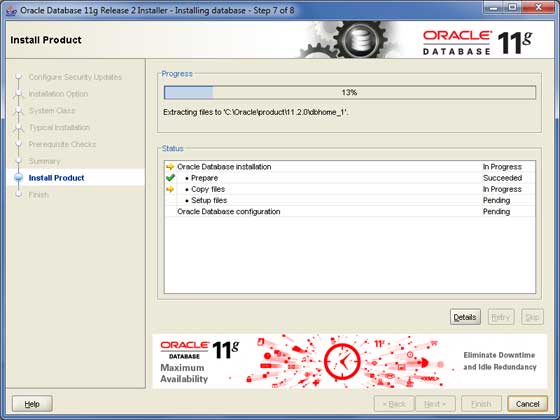 Oracle Database 11g Release 2 Installer - Installing database - Step 7 of 8
Install Product
ORACLE
DATABASE
11g
Configure Security Updates
Installation Option
System Class
Typical Installation
Prerequisite Checks
Summary
Install Product
Finish
Progress
13%
Extracting files to 'C:\Oracle\product\11.2.0\dbhome_1'.
Status
Oracle Database installation In Progress
• Prepare Succeeded
• Copy files In Progress
• Setup files Pending
Oracle Database configuration Pending
Details Retry Skip
ORACLE
DATABASE
11g
Maximum
Availability
11g
Eliminate Downtime
and Idle Redundancy
Help < Back Next > Finish Cancel